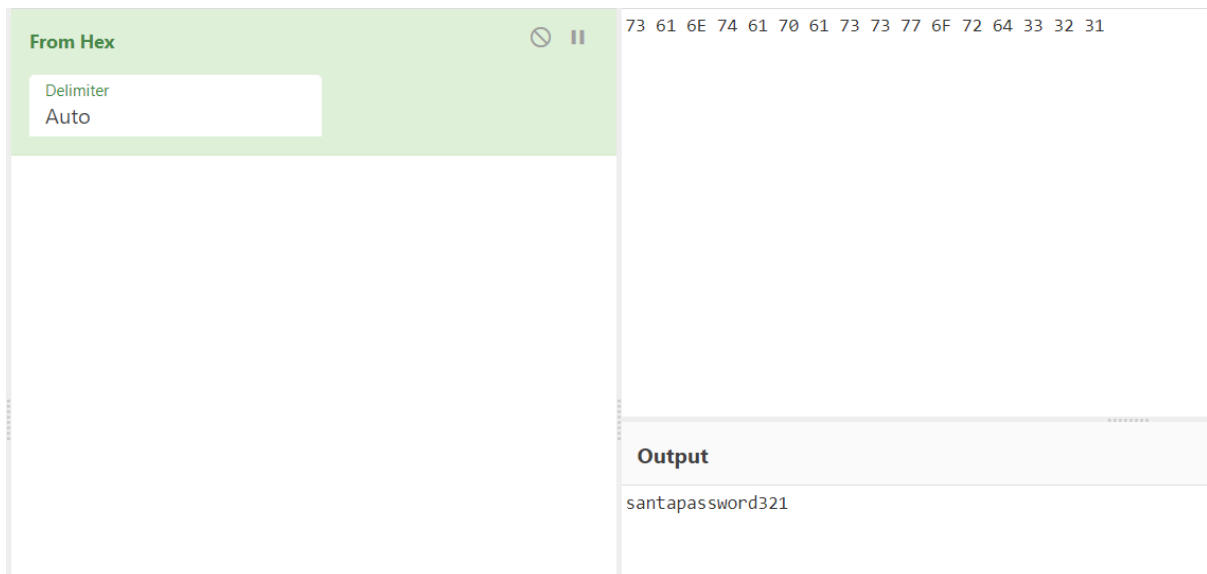 From Hex
Delimiter
Auto
73 61 6E 74 61 70 61 73 73 77 6F 72 64 33 32 31
Output
santapassword321